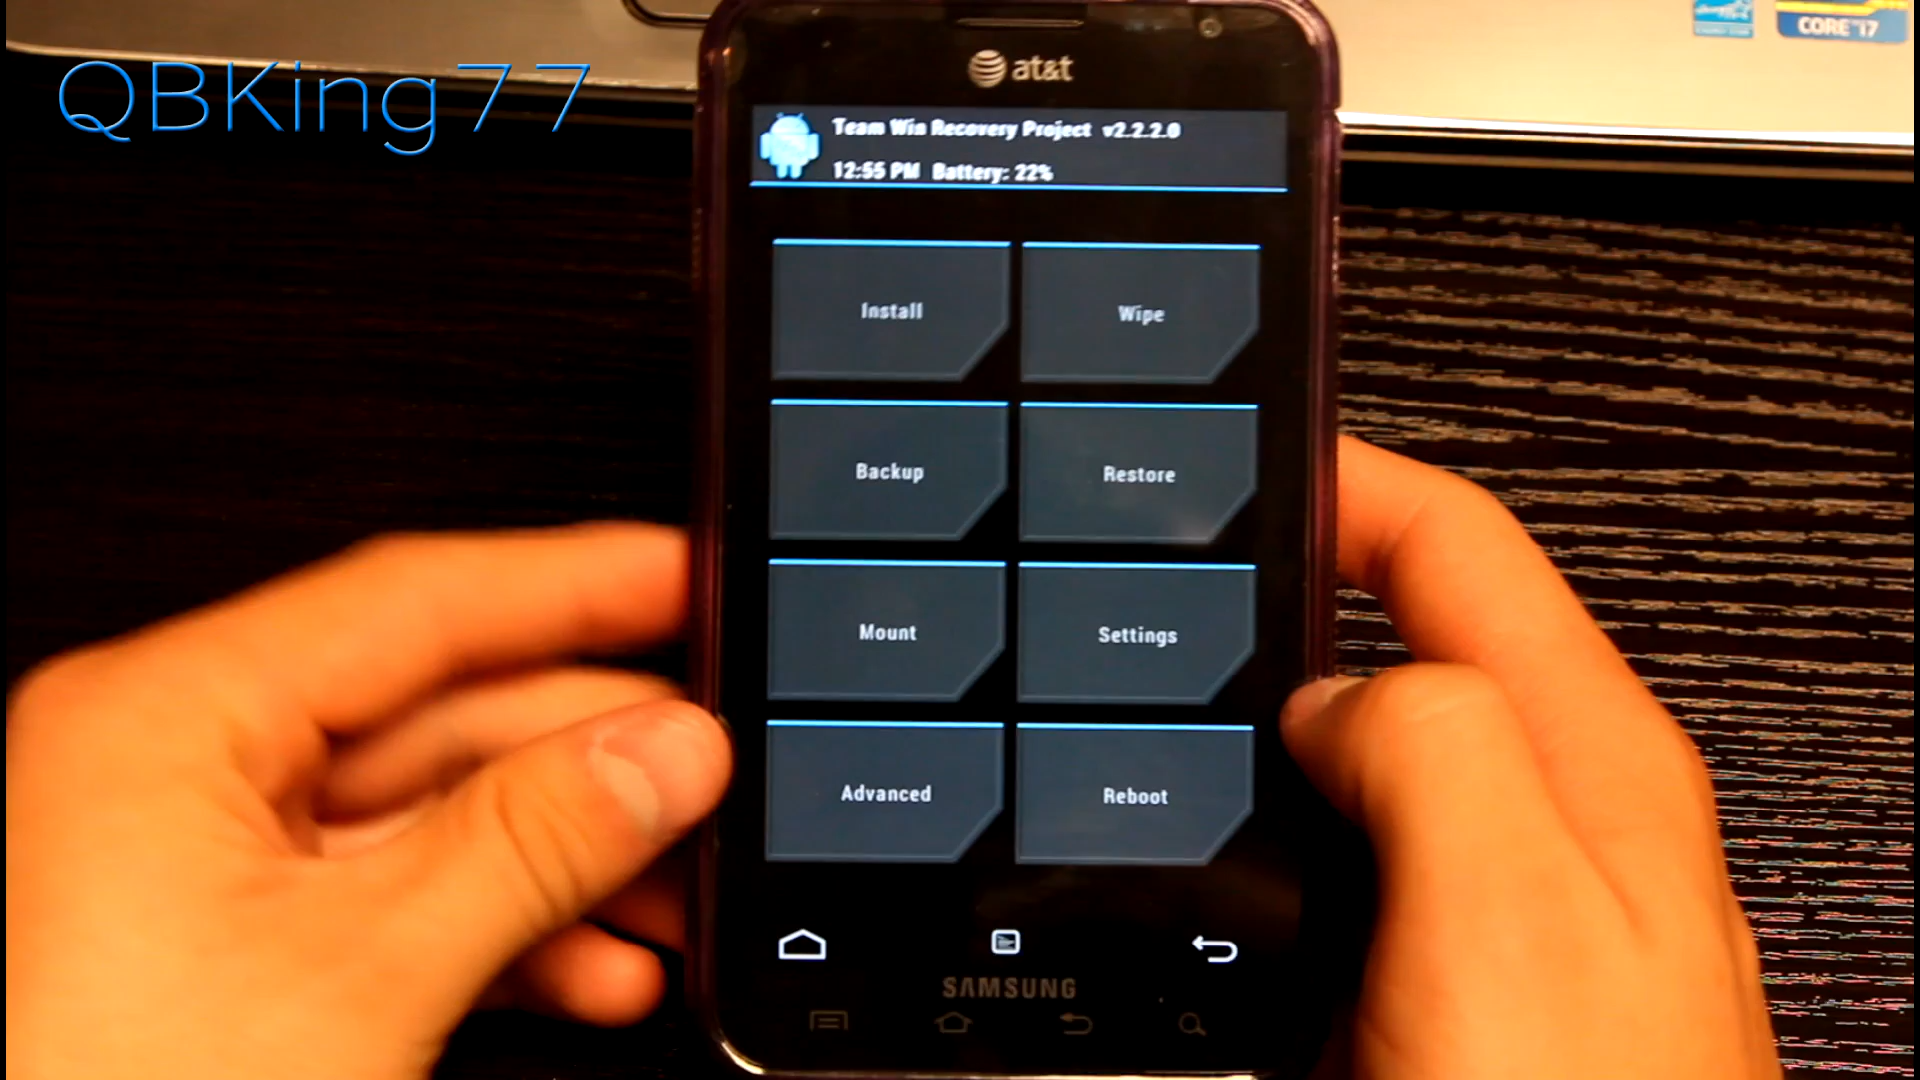 CORE i7
QBKing77
at&t
Team Win Recovery Project v2.2.2.0
12:55 PM Battery: 22%
Install
Wipe
Backup
Restore
Mount
Settings
Advanced
Reboot
SAMSUNG